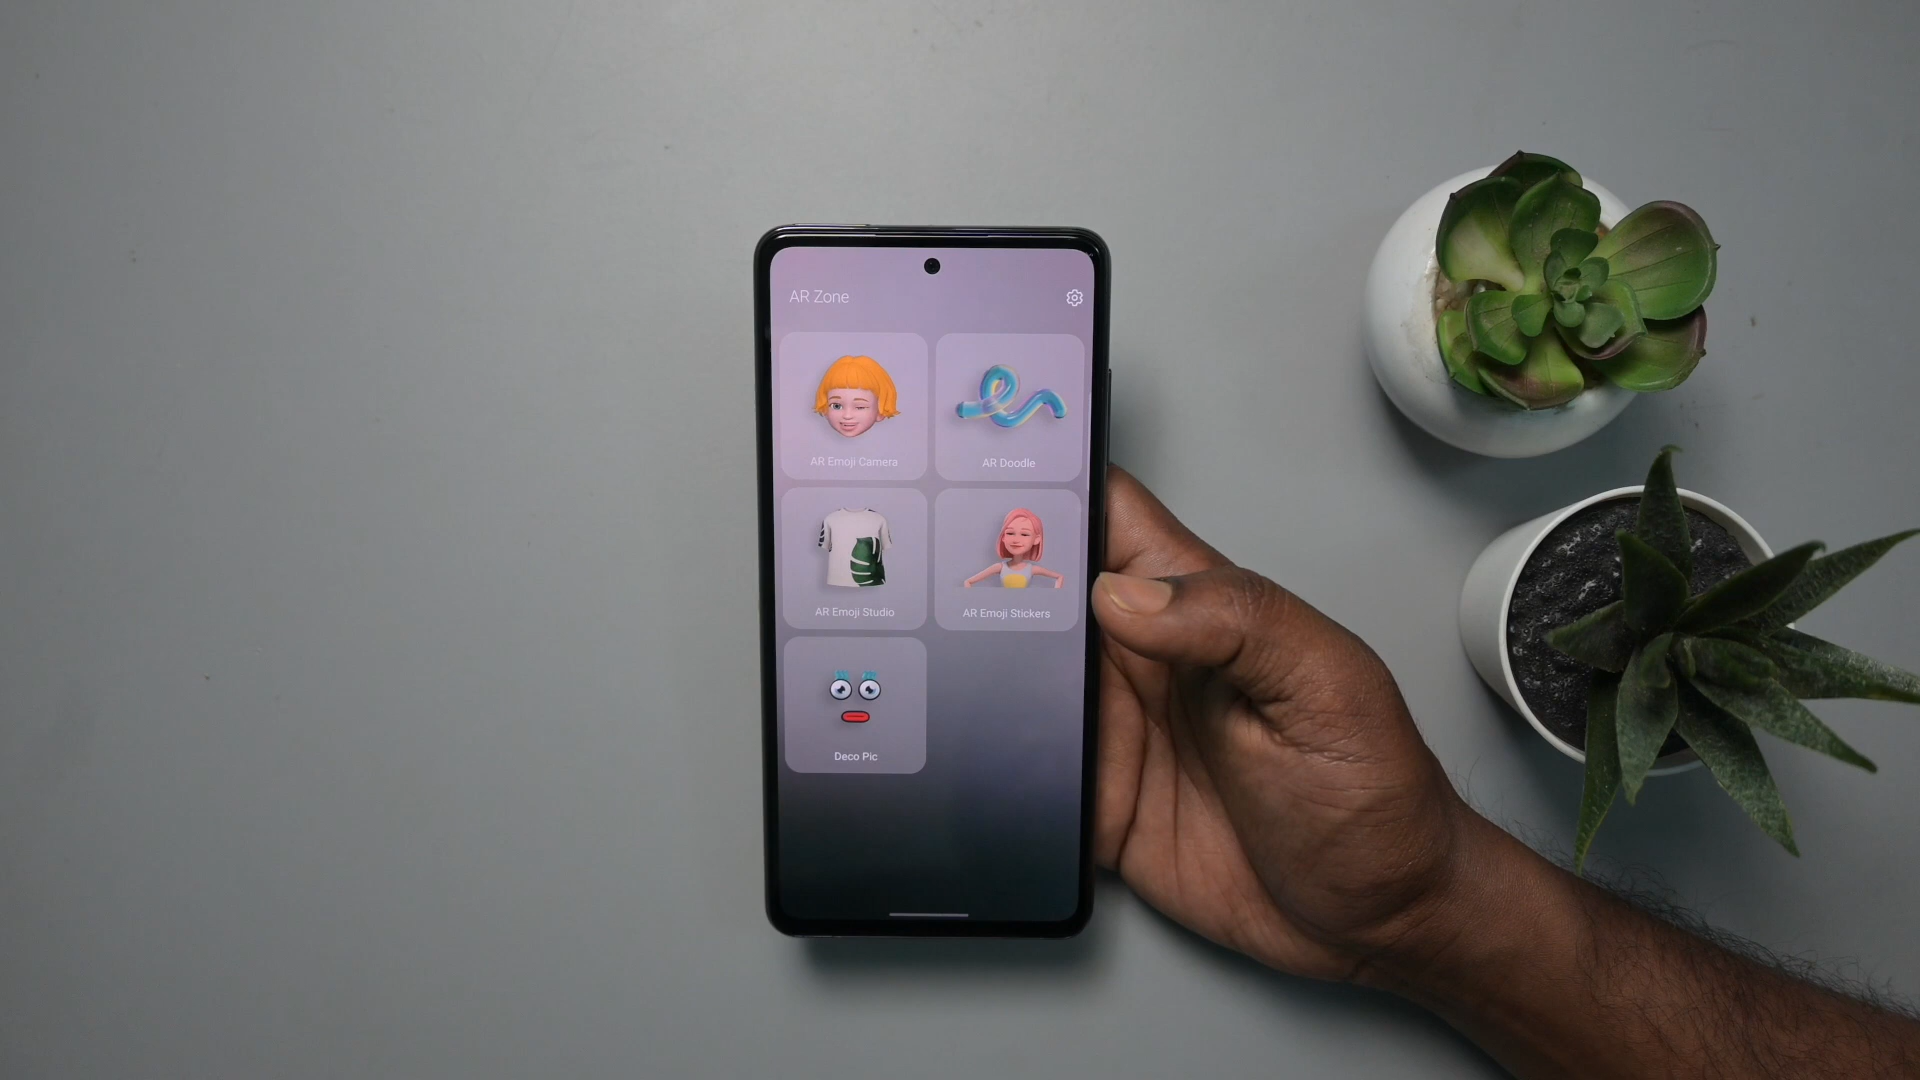 AR Zone
AR Emoji Camera
AR Doodle
AR Emoji Studio
AR Emoji Stickers
Deco Pic